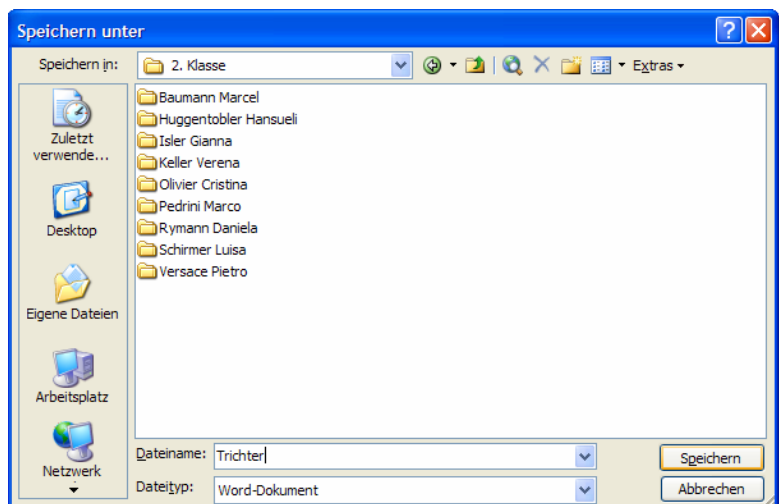 Speichern unter
Speichern in: 2. Klasse Extras
Zuletzt
verwende...
Desktop
Eigene Dateien
Arbeitsplatz
Netzwerk
Baumann Marcel
Huggentobler Hansueli
Isler Gianna
Keller Verena
Olivier Cristina
Pedrini Marco
Rymann Daniela
Schirmer Luisa
Versace Pietro
Dateiname: Trichter Speichern
Dateityp: Word-Dokument Abbrechen